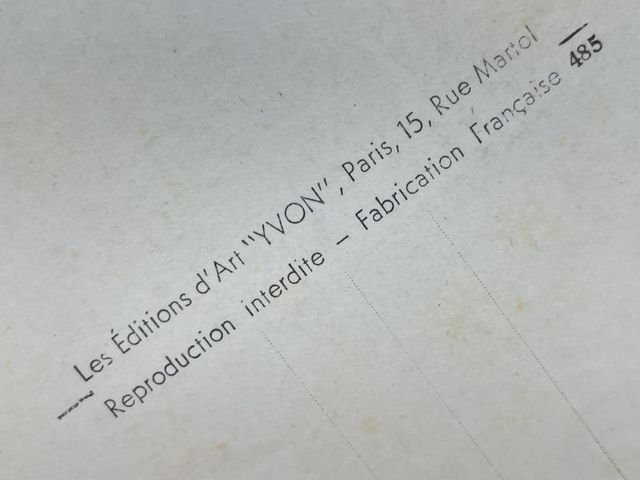 Les Éditions d'Art "YVON", Paris, 15, Rue Martel
Reproduction interdite — Fabrication Française
485